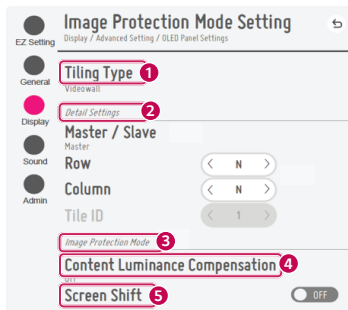 Image Protection Mode Setting
Display / Advanced Setting / OLED Panel Settings
EZ Setting
General
Display
Sound
Admin
Tiling Type 1
Videowall
Detail Settings 2
Master / Slave
Master
Row < N >
Column < N >
Tile ID < 1 >
Image Protection Mode 3
Content Luminance Compensation 4
Off
Screen Shift 5 OFF